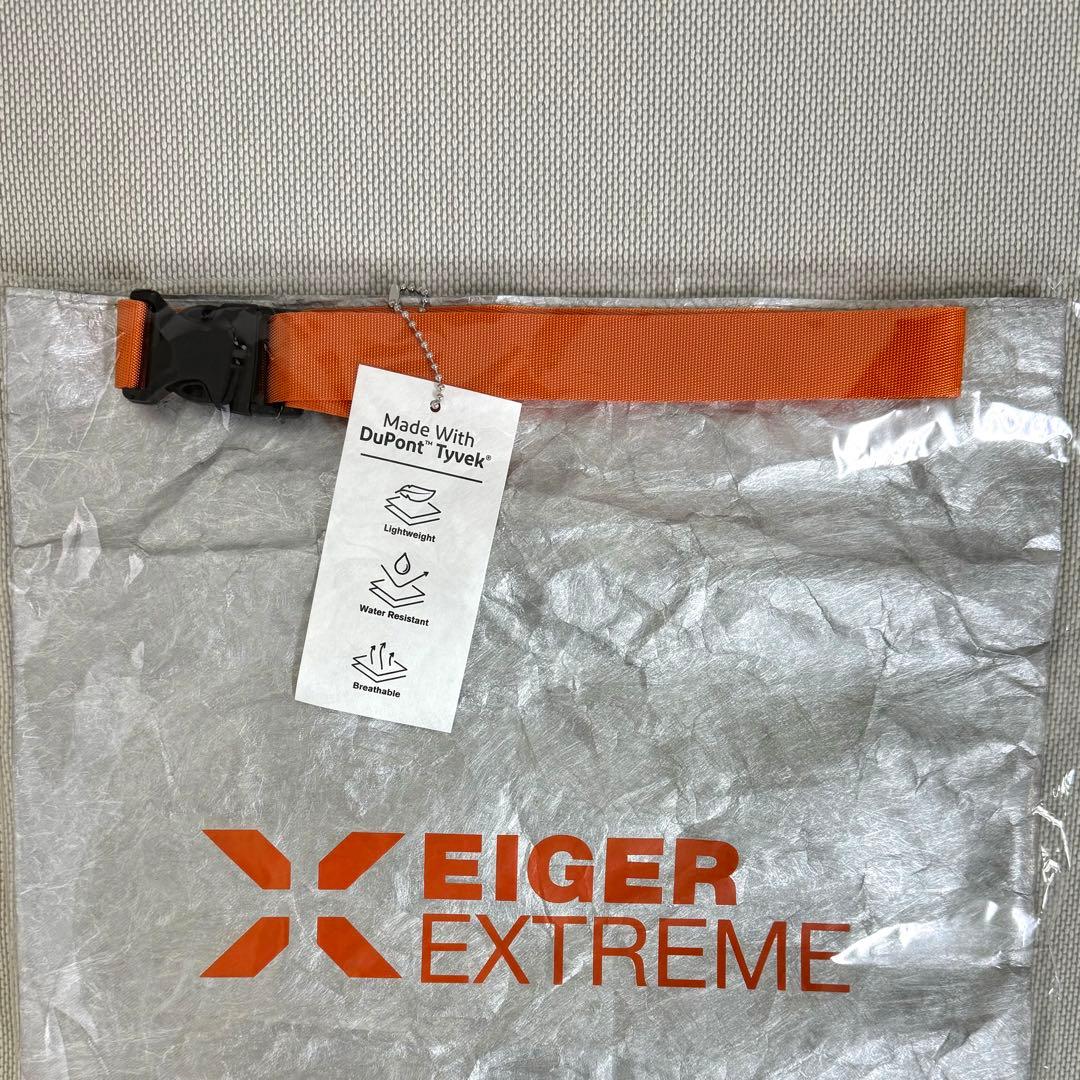 Made With
DuPont™ Tyvek®
Lightweight
Water Resistant
Breathable
EIGER
EXTREME